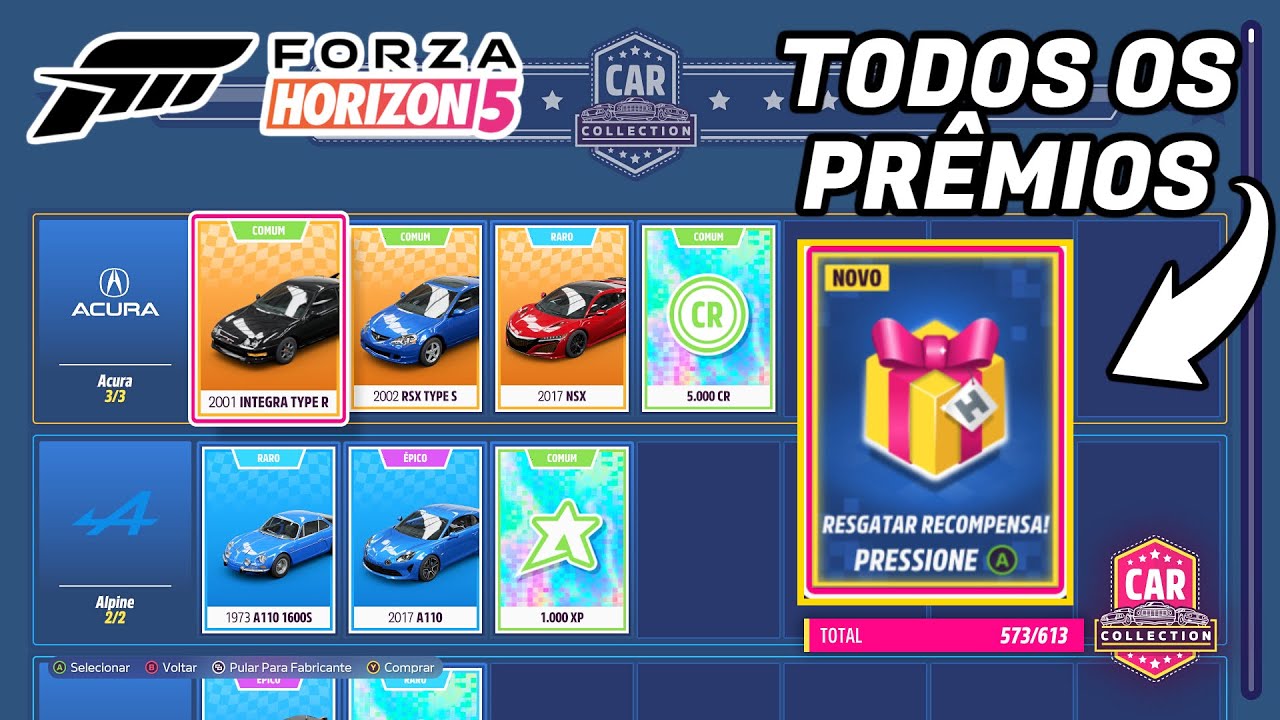 FORZA
HORIZON 5
CAR
COLLECTION
TODOS OS
PRÊMIOS
ACURA
Acura
3/3
COMUM
2001 INTEGRA TYPE R
COMUM
2002 RSX TYPE S
RARO
2017 NSX
COMUM
CR
5.000 CR
NOVO
H
RESGATAR RECOMPENSA!
PRESSIONE A
Alpine
2/2
RARO
1973 A110 1600S
ÉPICO
2017 A110
COMUM
1.000 XP
CAR
COLLECTION
TOTAL 573/613
A Selecionar B Voltar Pular Para Fabricante Y Comprar
ÉPICO
RARO